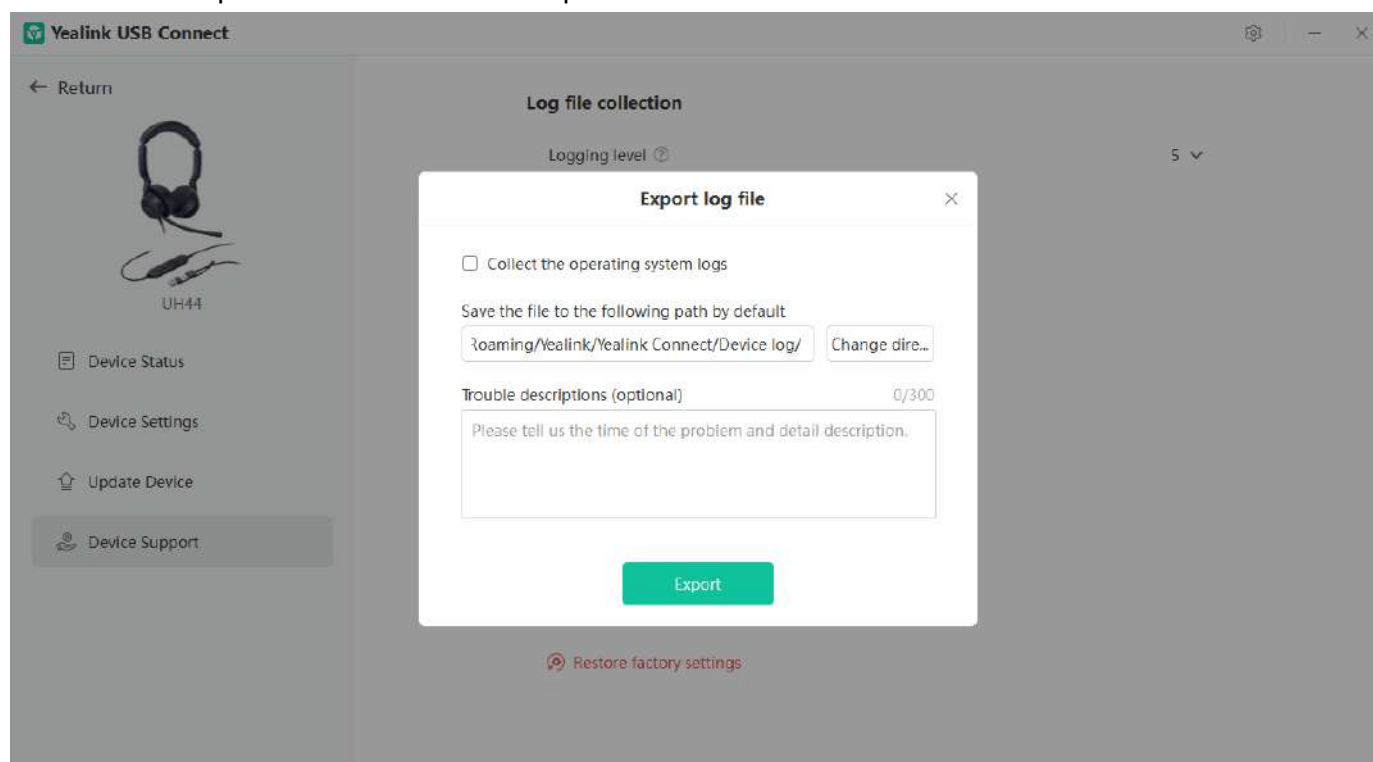 Yealink USB Connect
Return
UH44
Device Status
Device Settings
Update Device
Device Support
Log file collection
Logging level
5
Export log file
Collect the operating system logs
Save the file to the following path by default
Roaming/Yealink/Yealink Connect/Device log/ Change dire...
Trouble descriptions (optional) 0/300
Please tell us the time of the problem and detail description.
Export
Restore factory settings